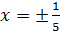 x = ± 1/5